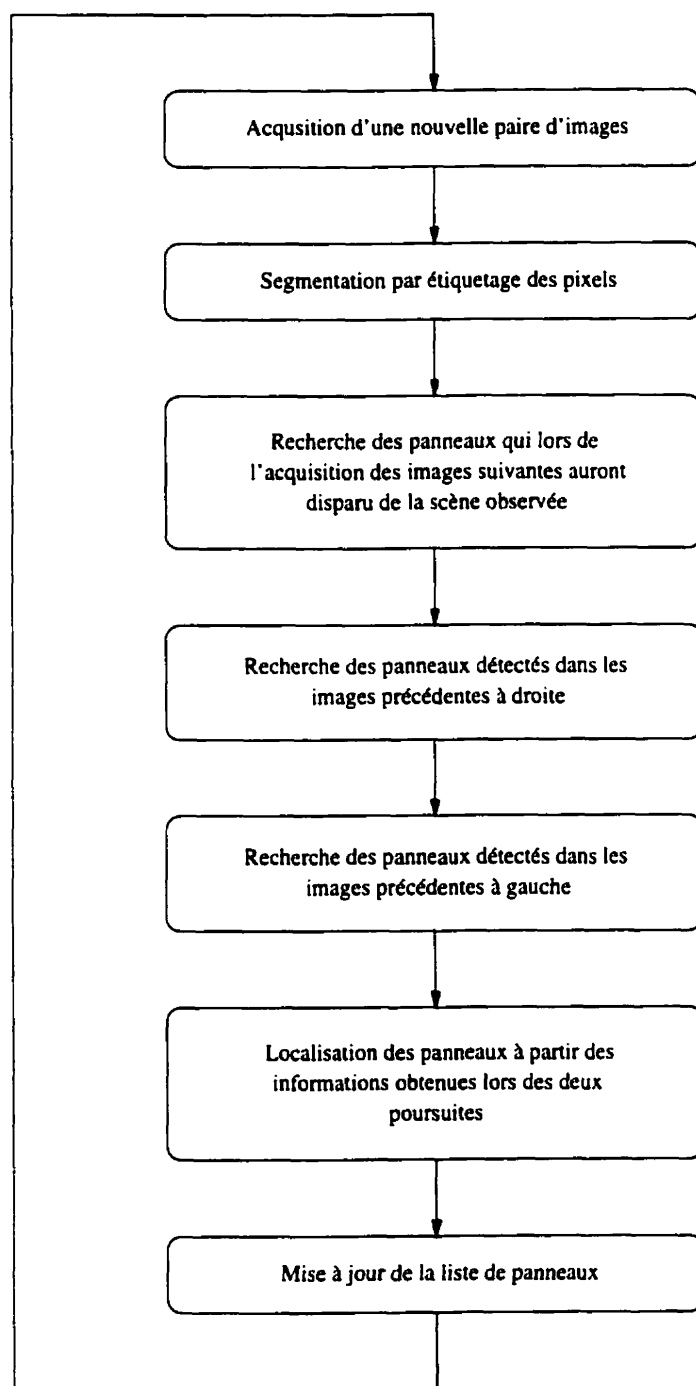 Acqusition d'une nouvelle paire d'images
Segmentation par étiquetage des pixels
Recherche des panneaux qui lors de
l'acquisition des images suivantes auront
disparu de la scène observée
Recherche des panneaux détectés dans les
images précédentes à droite
Recherche des panneaux détectés dans les
images précédentes à gauche
Localisation des panneaux à partir des
informations obtenues lors des deux
poursuites
Mise à jour de la liste de panneaux